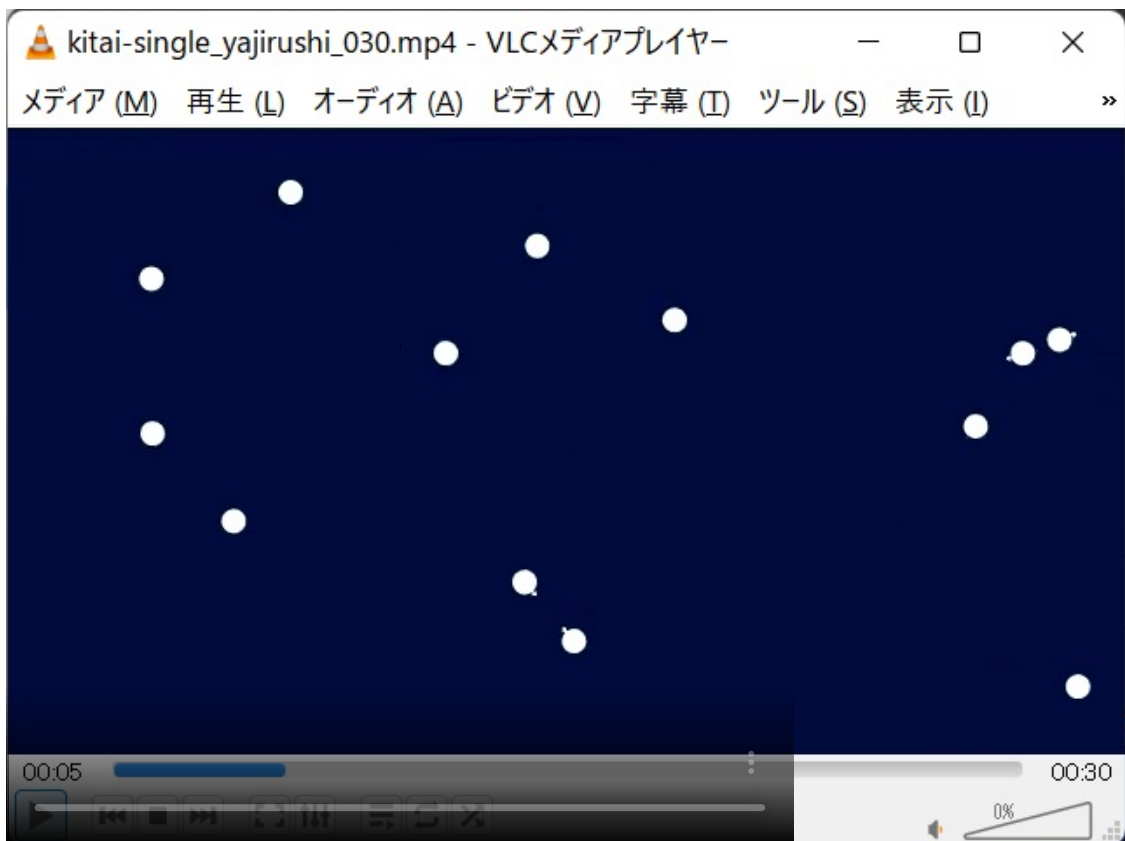 kitai-single_yajirushi_030.mp4 - VLCメディアプレイヤー
メディア (M) 再生 (L) オーディオ (A) ビデオ (V) 字幕 (T) ツール (S) 表示 (I) »
00:05 00:30
0%